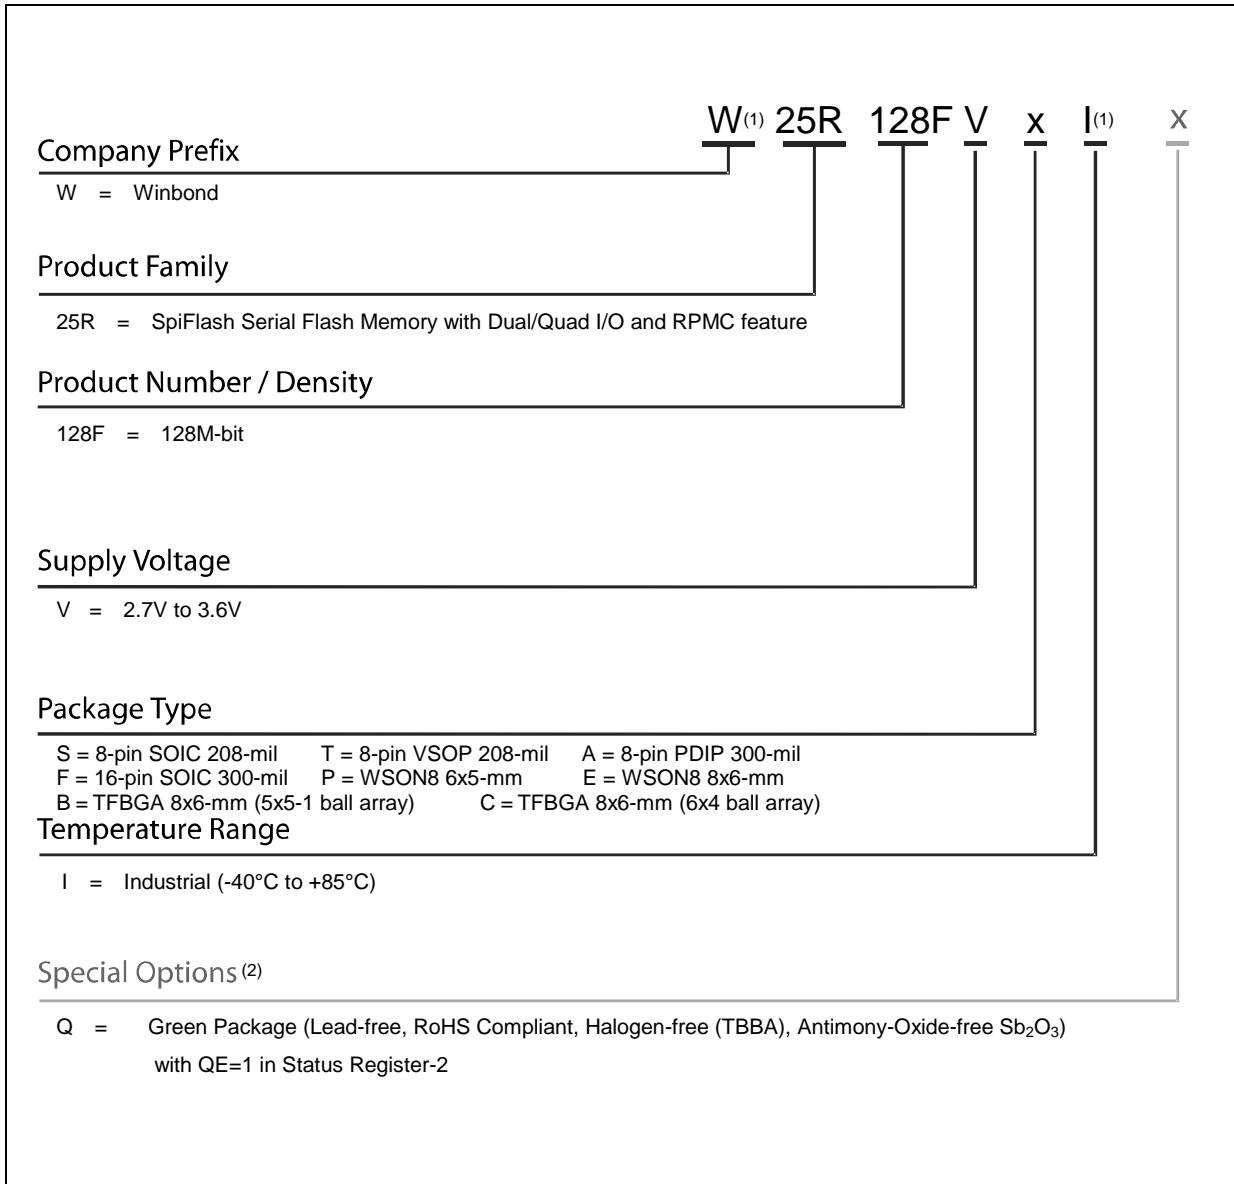 W(1) 25R 128F V x I(1) x
Company Prefix
W = Winbond
Product Family
25R = SpiFlash Serial Flash Memory with Dual/Quad I/O and RPMC feature
Product Number / Density
128F = 128M-bit
Supply Voltage
V = 2.7V to 3.6V
Package Type
S = 8-pin SOIC 208-mil T = 8-pin VSOP 208-mil A = 8-pin PDIP 300-mil
F = 16-pin SOIC 300-mil P = WSON8 6x5-mm E = WSON8 8x6-mm
B = TFBGA 8x6-mm (5x5-1 ball array) C = TFBGA 8x6-mm (6x4 ball array)
Temperature Range
I = Industrial (-40°C to +85°C)
Special Options (2)
Q = Green Package (Lead-free, RoHS Compliant, Halogen-free (TBBA), Antimony-Oxide-free Sb₂O₃)
with QE=1 in Status Register-2